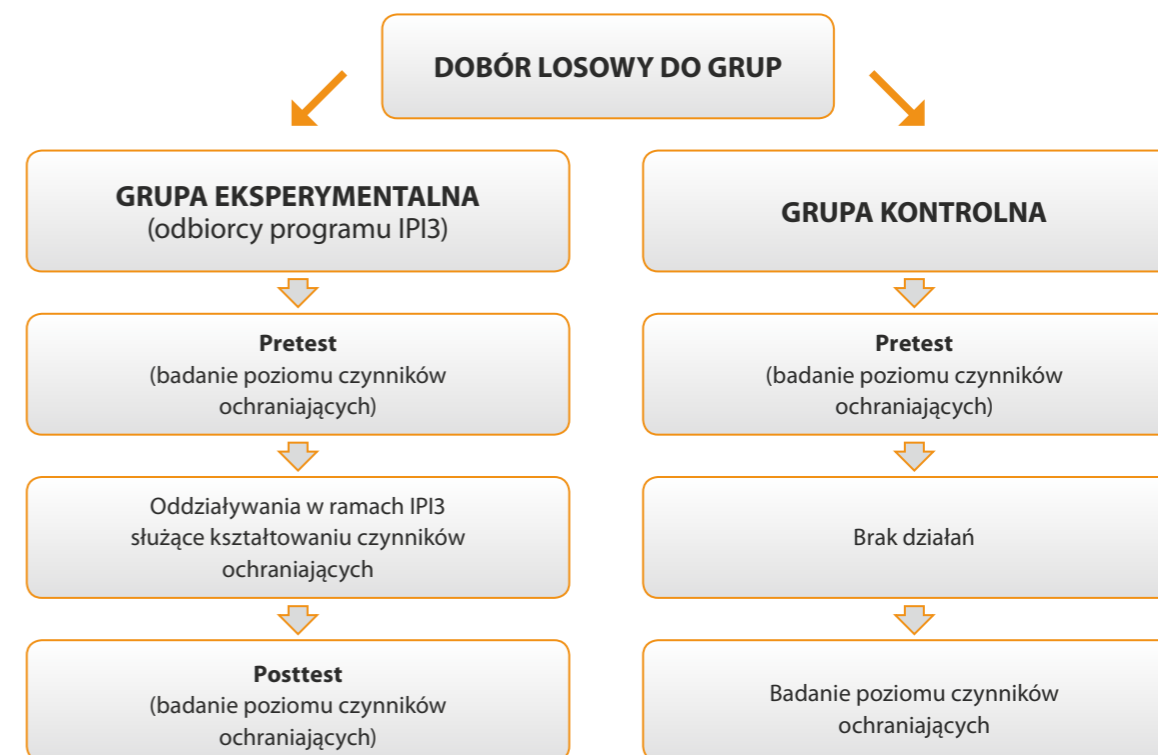 DOBÓR LOSOWY DO GRUP
GRUPA EKSPERYMENTALNA
(odbiorcy programu IPI3)
Pretest
(badanie poziomu czynników
ochraniających)
Oddziaływania w ramach IPI3
służące kształtowaniu czynników
ochraniających
Posttest
(badanie poziomu czynników
ochraniających)
GRUPA KONTROLNA
Pretest
(badanie poziomu czynników
ochraniających)
Brak działań
Badanie poziomu czynników
ochraniających